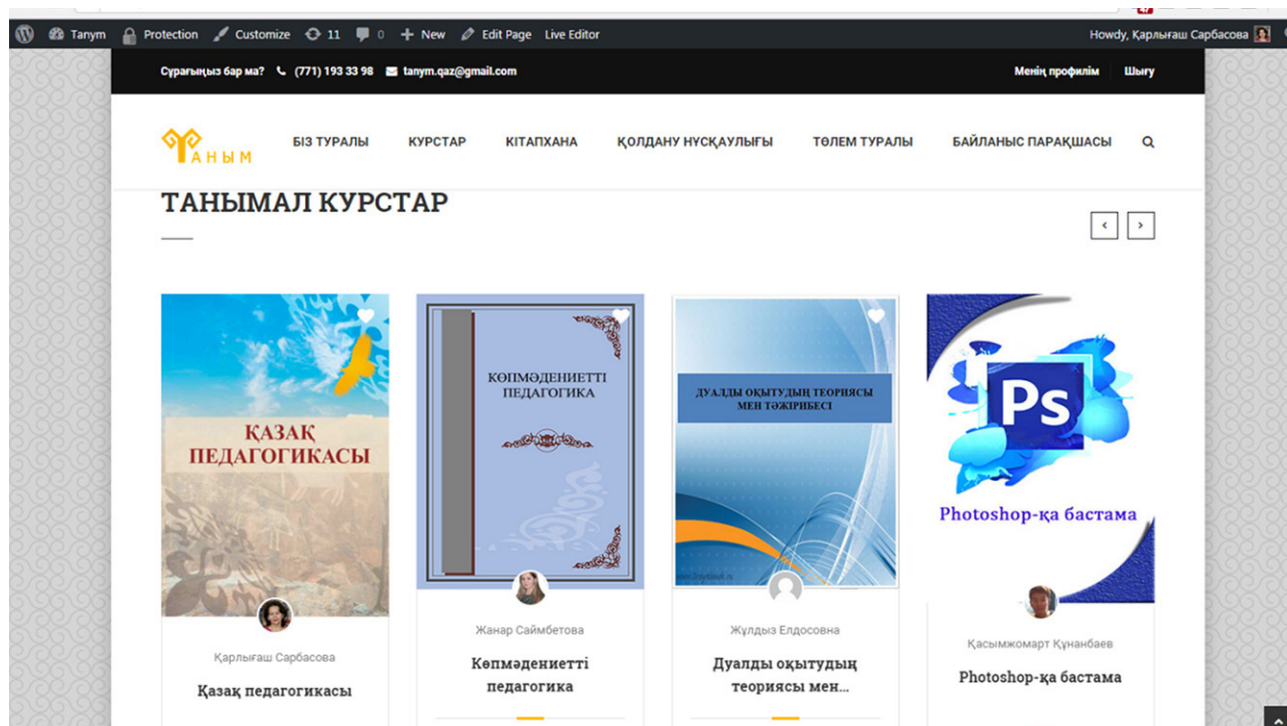 Tanym Protection Customize 11 0 New Edit Page Live Editor Howdy, Қарлығаш Сарбасова
Сұрағыңыз бар ма? (771) 193 33 98 tanym.qaz@gmail.com Менің профилім Шығу
ТАНЫМ БІЗ ТУРАЛЫ КУРСТАР КІТАПХАНА ҚОЛДАНУ НҰСҚАУЛЫҒЫ ТӨЛЕМ ТУРАЛЫ БАЙЛАНЫС ПАРАҚШАСЫ
ТАНЫМАЛ КУРСТАР
ҚАЗАҚ
ПЕДАГОГИКАСЫ
Қарлығаш Сарбасова
Қазақ педагогикасы
КӨПМӘДЕНИЕТТІ
ПЕДАГОГИКА
Жанар Саймбетова
Көпмәдениетті
педагогика
ДУАЛДЫ ОҚЫТУДЫҢ ТЕОРИЯСЫ
МЕН ТӘЖІРИБЕСІ
Жұлдыз Елдосовна
Дуалды оқытудың
теориясы мен...
Ps
Photoshop-қа бастама
Қасымжомарт Құнанбаев
Photoshop-қа бастама